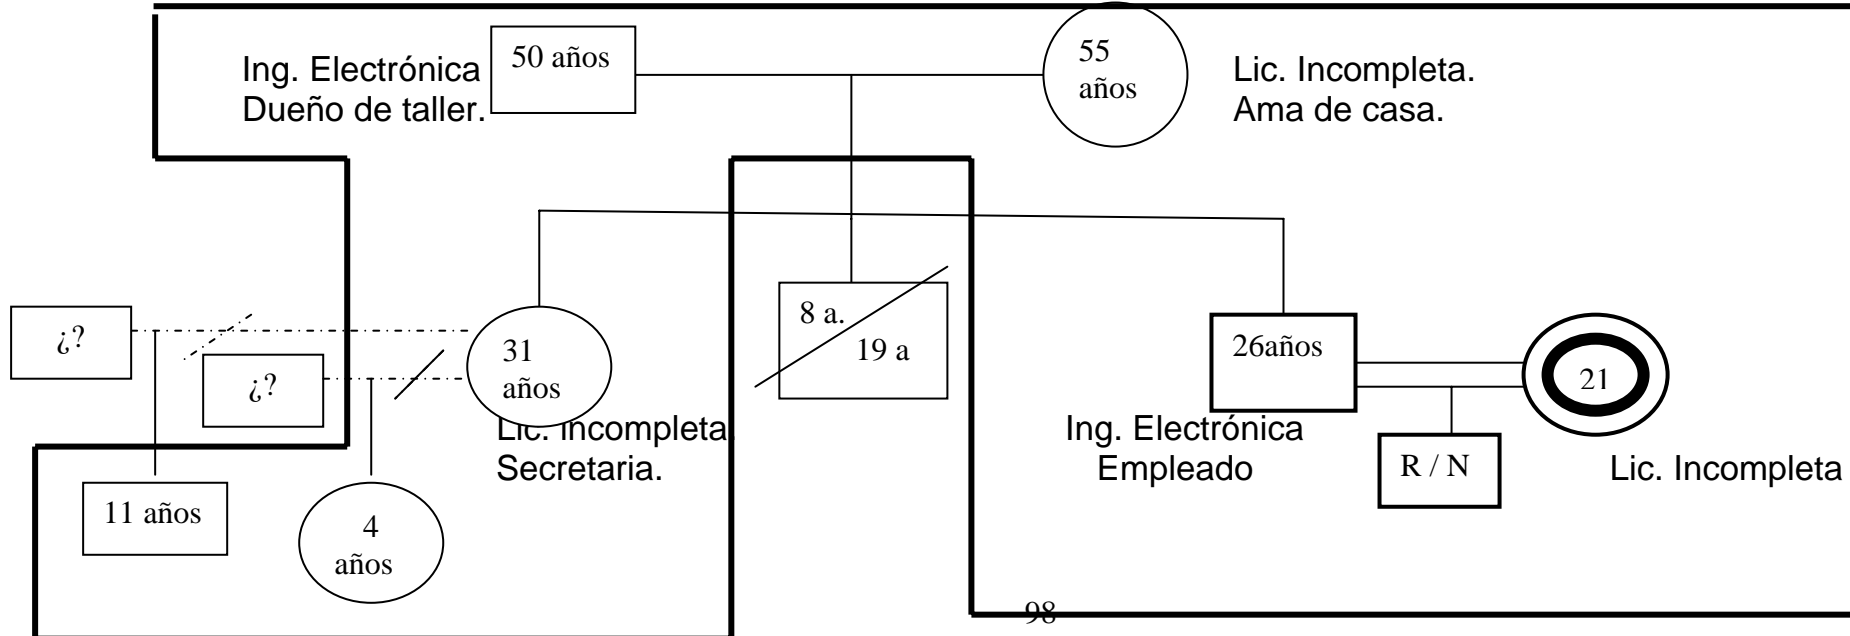 Ing. Electrónica
Dueño de taller.
50 años
55
años
Lic. Incompleta.
Ama de casa.
¿?
¿?
31
años
Lic. incompleta.
Secretaria.
8 a.
19 a
26años
21
Ing. Electrónica
Empleado
R / N
Lic. Incompleta
11 años
4
años
98